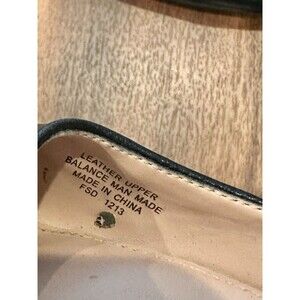 LEATHER UPPER
BALANCE MAN MADE
MADE IN CHINA
FSD 1213